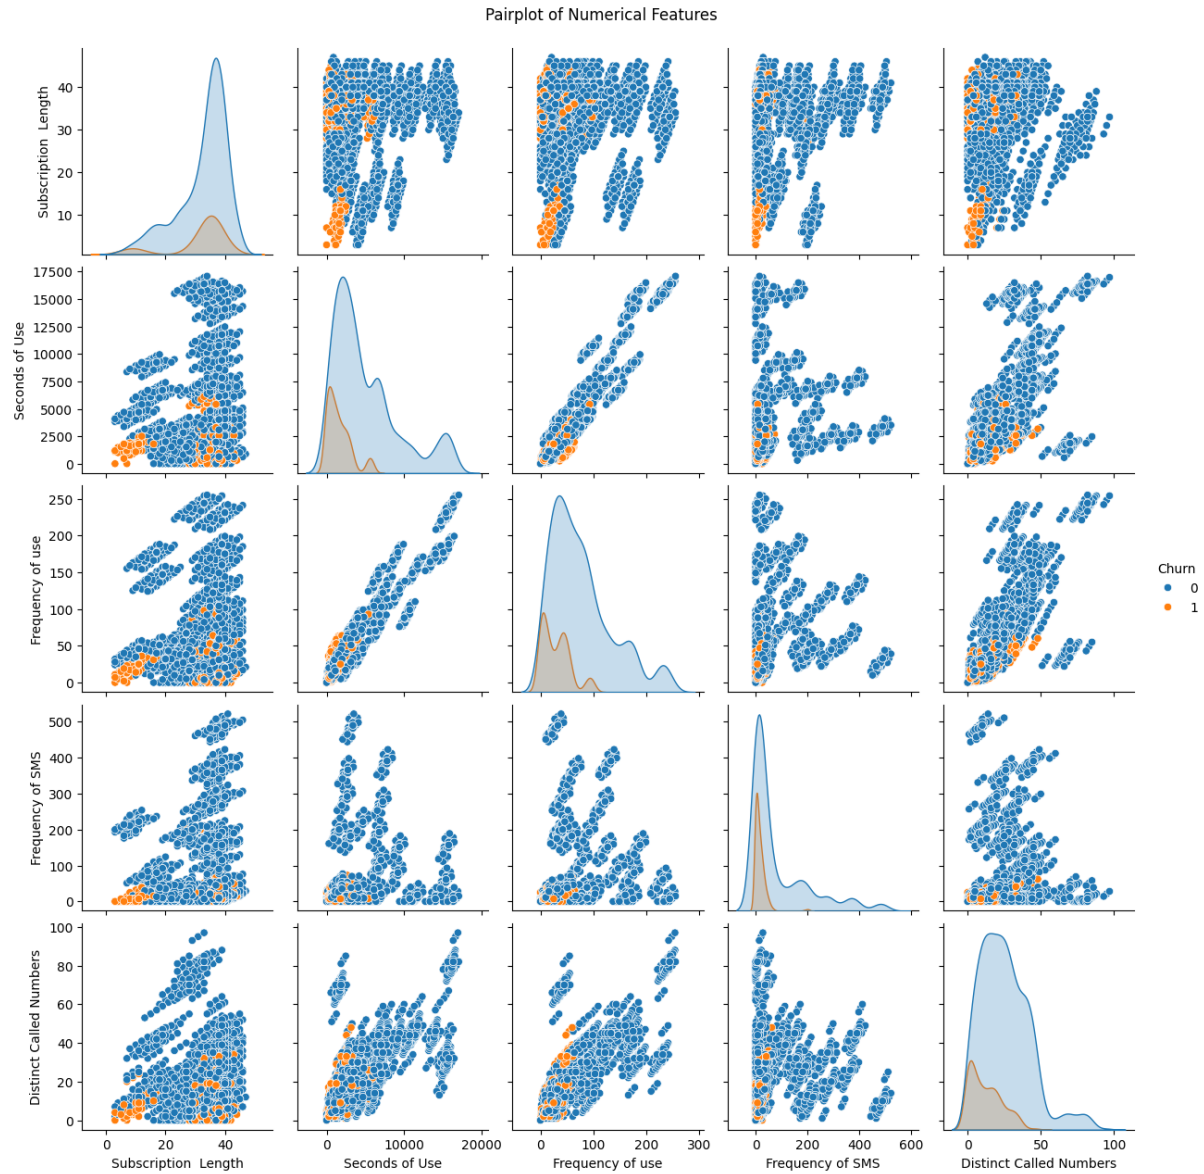 Pairplot of Numerical Features
Subscription  Length
40
30
20
10
Seconds of Use
17500
15000
12500
10000
7500
5000
2500
0
Frequency of use
250
200
150
100
50
0
Frequency of SMS
500
400
300
200
100
0
Distinct Called Numbers
100
80
60
40
20
0
0 20 40
0 10000 20000
0 100 200 300
0 200 400 600
0 50 100
Subscription  Length
Seconds of Use
Frequency of use
Frequency of SMS
Distinct Called Numbers
Churn
0
1